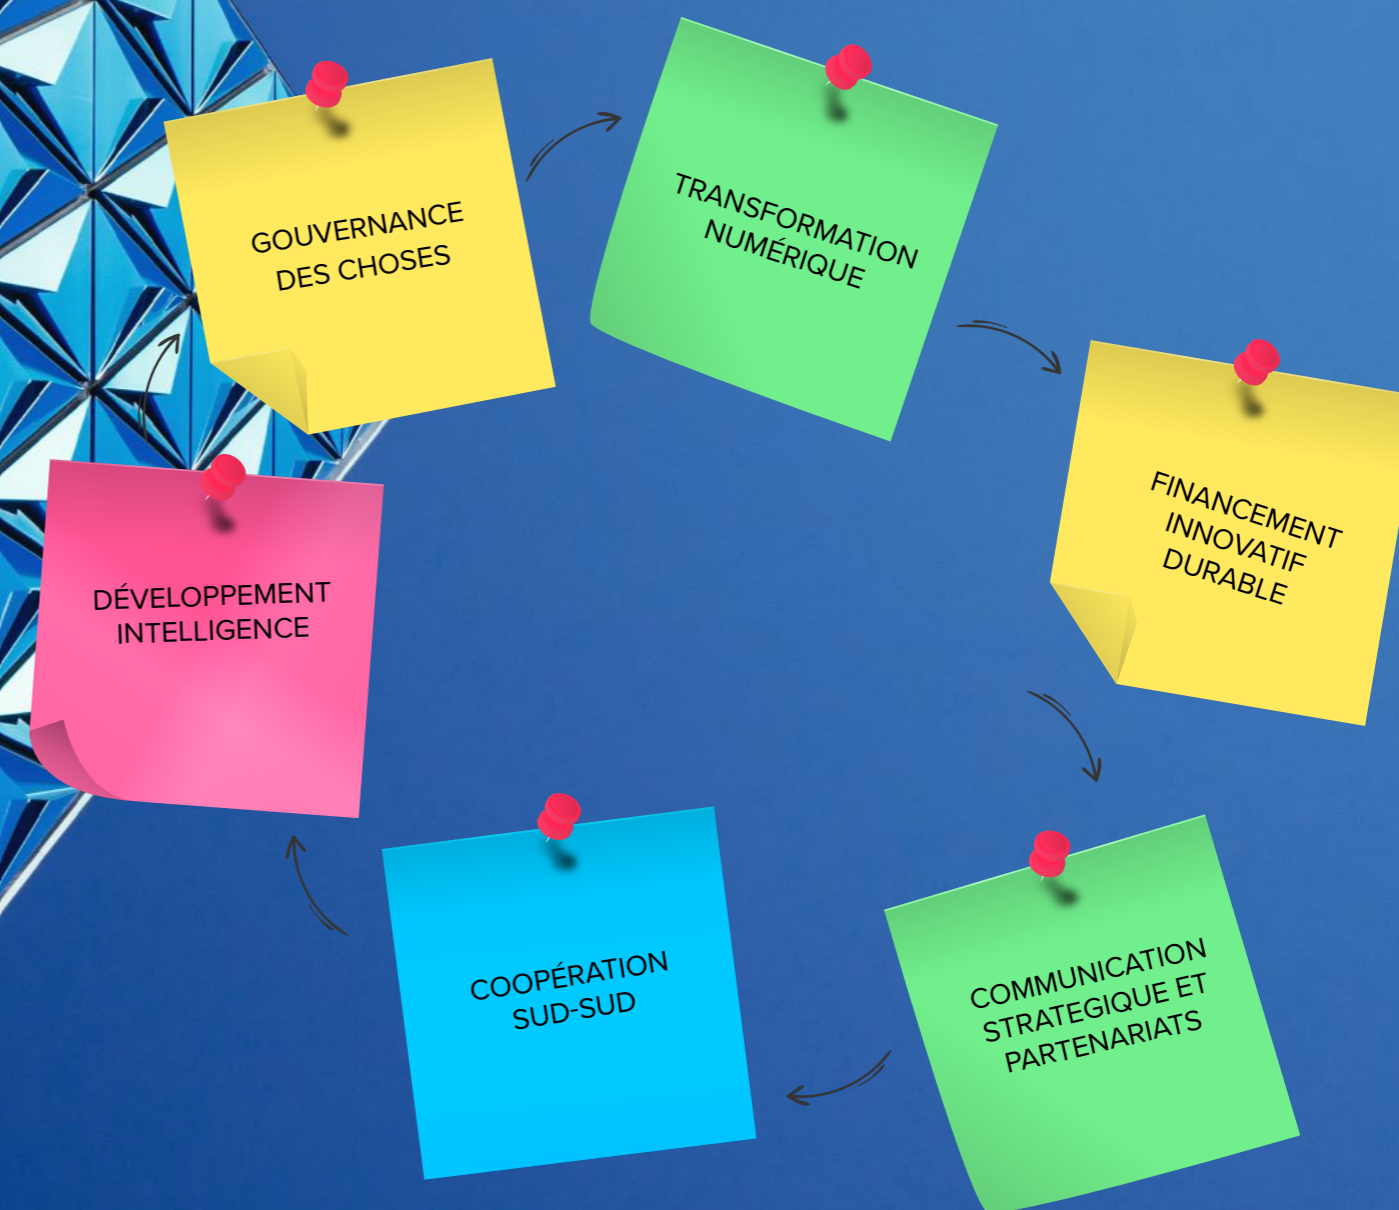 GOUVERNANCE
DES CHOSES
TRANSFORMATION
NUMÉRIQUE
FINANCEMENT
INNOVATIF
DURABLE
COMMUNICATION
STRATEGIQUE ET
PARTENARIATS
COOPÉRATION
SUD-SUD
DÉVELOPPEMENT
INTELLIGENCE